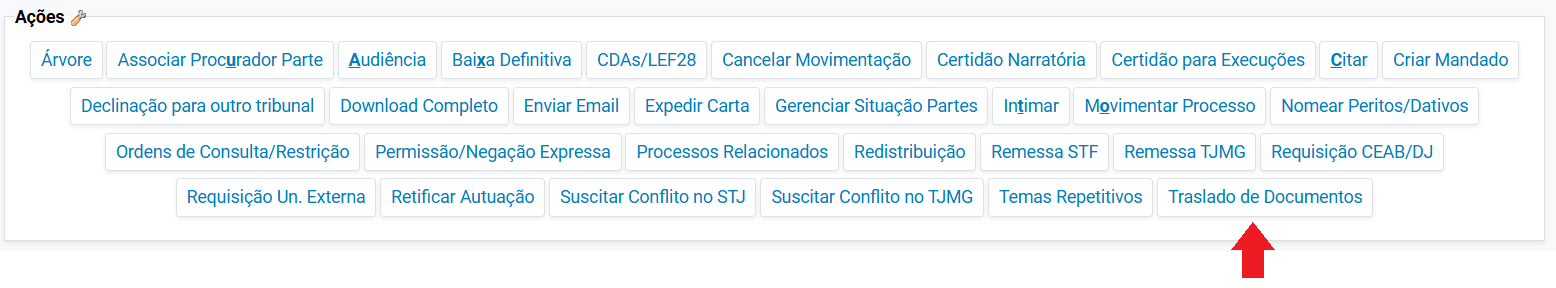 Ações
Árvore Associar Procurador Parte Audiência Baixa Definitiva CDAs/LEF28 Cancelar Movimentação Certidão Narratória Certidão para Execuções Citar Criar Mandado
Declinação para outro tribunal Download Completo Enviar Email Expedir Carta Gerenciar Situação Partes Intimar Movimentar Processo Nomear Peritos/Dativos
Ordens de Consulta/Restrição Permissão/Negação Expressa Processos Relacionados Redistribuição Remessa STF Remessa TJMG Requisição CEAB/DJ
Requisição Un. Externa Retificar Autuação Suscitar Conflito no STJ Suscitar Conflito no TJMG Temas Repetitivos Traslado de Documentos